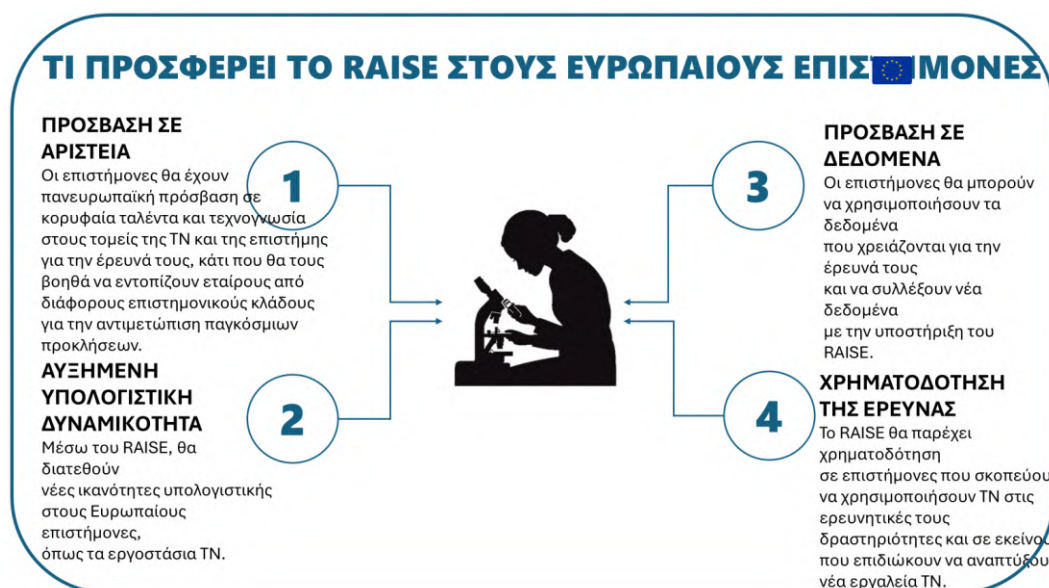 ΤΙ ΠΡΟΣΦΕΡΕΙ ΤΟ RAISE ΣΤΟΥΣ ΕΥΡΩΠΑΙΟΥΣ
ΠΡΟΣΒΑΣΗ ΣΕ
ΑΡΙΣΤΕΙΑ
1
Οι επιστήμονες θα έχουν
πανευρωπαϊκή πρόσβαση σε
κορυφαία ταλέντα και τεχνογνωσία
στους τομείς της ΤΝ και της επιστήμης
για την έρευνά τους, κάτι που θα τους
βοηθά να εντοπίζουν εταίρους από
διάφορους επιστημονικούς κλάδους
για την αντιμετώπιση παγκόσμιων
προκλήσεων.
ΑΥΞΗΜΕΝΗ
ΥΠΟΛΟΓΙΣΤΙΚΗ
ΔΥΝΑΜΙΚΟΤΗΤΑ
2
Μέσω του RAISE, θα
διατεθούν
νέες ικανότητες υπολογιστικής
στους Ευρωπαίους
επιστήμονες,
όπως τα εργοστάσια ΤΝ.
3
ΠΡΟΣΒΑΣΗ ΣΕ
ΔΕΔΟΜΕΝΑ
Οι επιστήμονες θα μπορούν
να χρησιμοποιήσουν τα
δεδομένα
που χρειάζονται για την
έρευνά τους
και να συλλέξουν νέα
δεδομένα
με την υποστήριξη του
RAISE.
4
ΧΡΗΜΑΤΟΔΟΤΗΣΗ
ΤΗΣ ΕΡΕΥΝΑΣ
Το RAISE θα παρέχει
χρηματοδότηση
σε επιστήμονες που σκοπεύου
να χρησιμοποιήσουν ΤΝ στις
ερευνητικές τους
δραστηριότητες και σε εκείνου
που επιδιώκουν να αναπτύξου
νέα εργαλεία ΤΝ.